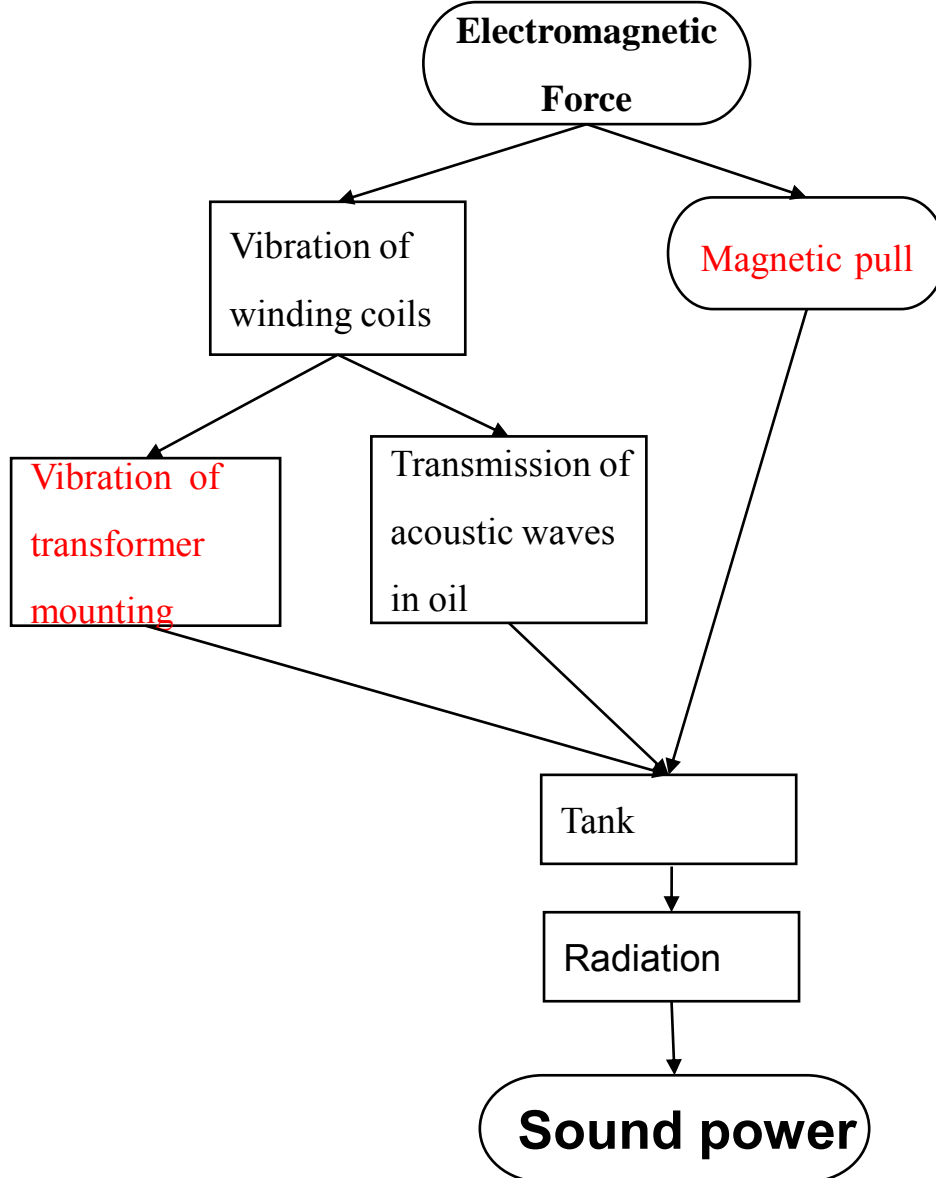 Electromagnetic
Force
Vibration of
winding coils
Magnetic pull
Vibration of
transformer
mounting
Transmission of
acoustic waves
in oil
Tank
Radiation
Sound power